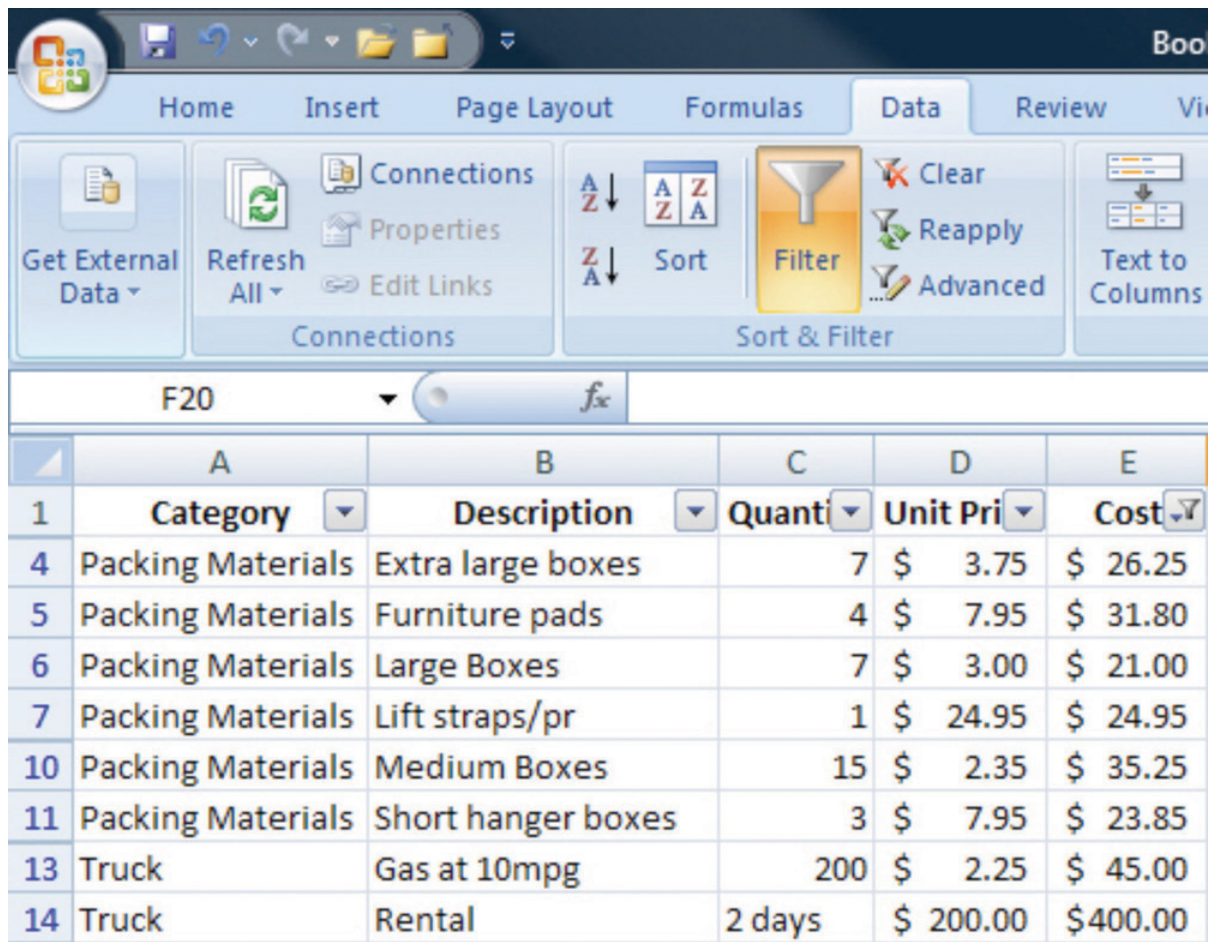 Boo
Home Insert Page Layout Formulas Data Review Vi
Get External Data
Refresh All
Connections
Properties
Edit Links
Connections
A Z
Z A
A Z Z A
Sort
Filter
Clear
Reapply
Advanced
Sort & Filter
Text to Columns
F20 fx
A B C D E
1 Category Description Quanti Unit Pri Cost
4 Packing Materials Extra large boxes 7 $ 3.75 $ 26.25
5 Packing Materials Furniture pads 4 $ 7.95 $ 31.80
6 Packing Materials Large Boxes 7 $ 3.00 $ 21.00
7 Packing Materials Lift straps/pr 1 $ 24.95 $ 24.95
10 Packing Materials Medium Boxes 15 $ 2.35 $ 35.25
11 Packing Materials Short hanger boxes 3 $ 7.95 $ 23.85
13 Truck Gas at 10mpg 200 $ 2.25 $ 45.00
14 Truck Rental 2 days $ 200.00 $400.00